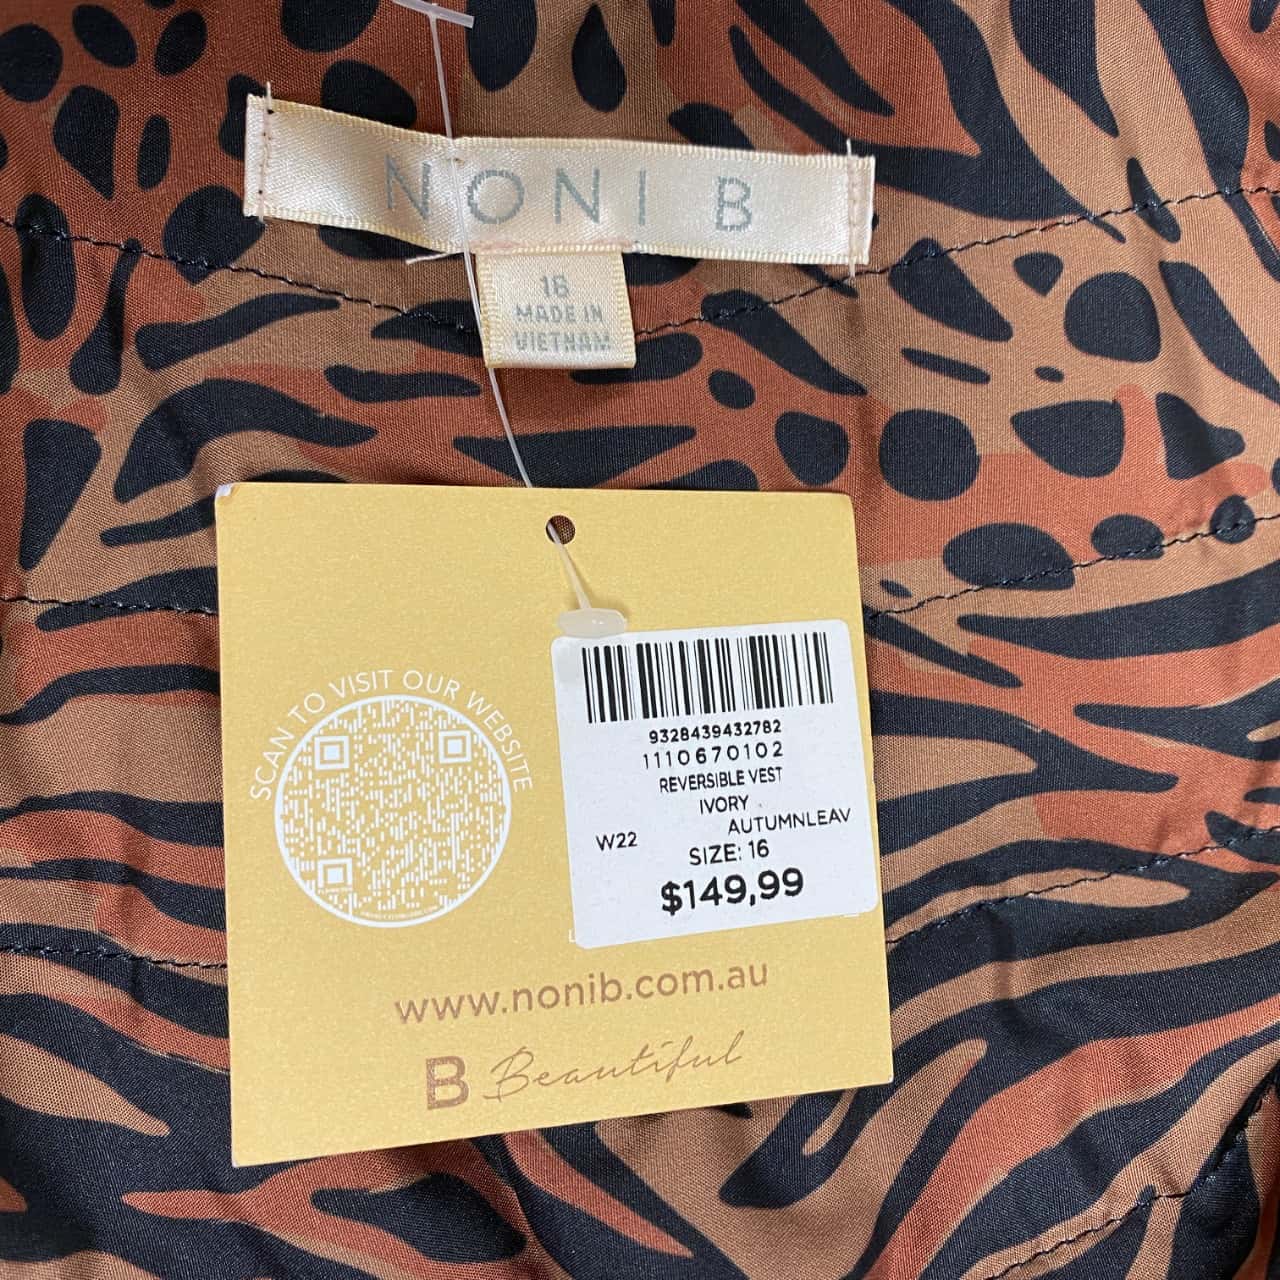 NONI B
16
MADE IN
VIETNAM
SCAN TO VISIT OUR WEBSITE
9328439432782
1110670102
REVERSIBLE VEST
IVORY
AUTUMNLEAV
W22
SIZE: 16
$149,99
www.nonib.com.au
B Beautiful